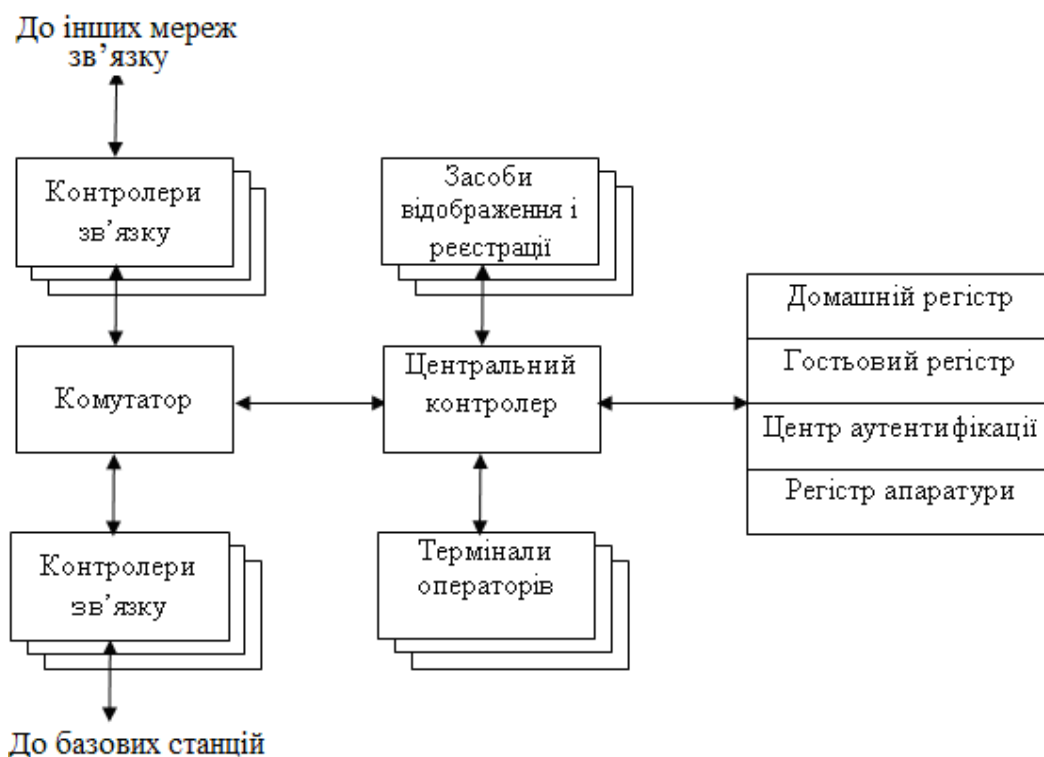 До інших мереж
зв’язку
Контролери
зв’язку
Засоби
відображення і
реєстрації
Домашній регістр
Гостьовий регістр
Центр аутентифікації
Регістр апаратури
Комутатор
Центральний
контролер
Контролери
зв’язку
Термінали
операторів
До базових станцій